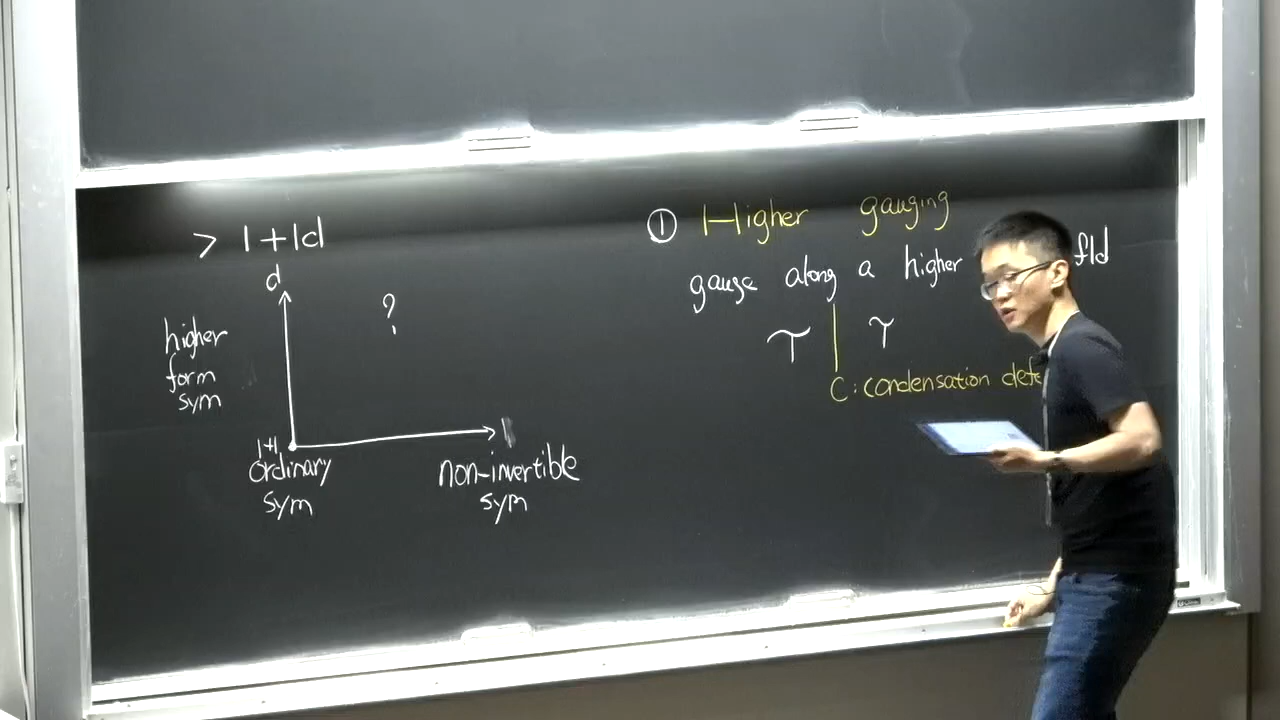 > 1+1d
d
?
higher
form
sym
1+1
ordinary
sym
non-invertible
sym
① Higher gauging
gauge along a higher fld
T | T
C: condensation defe